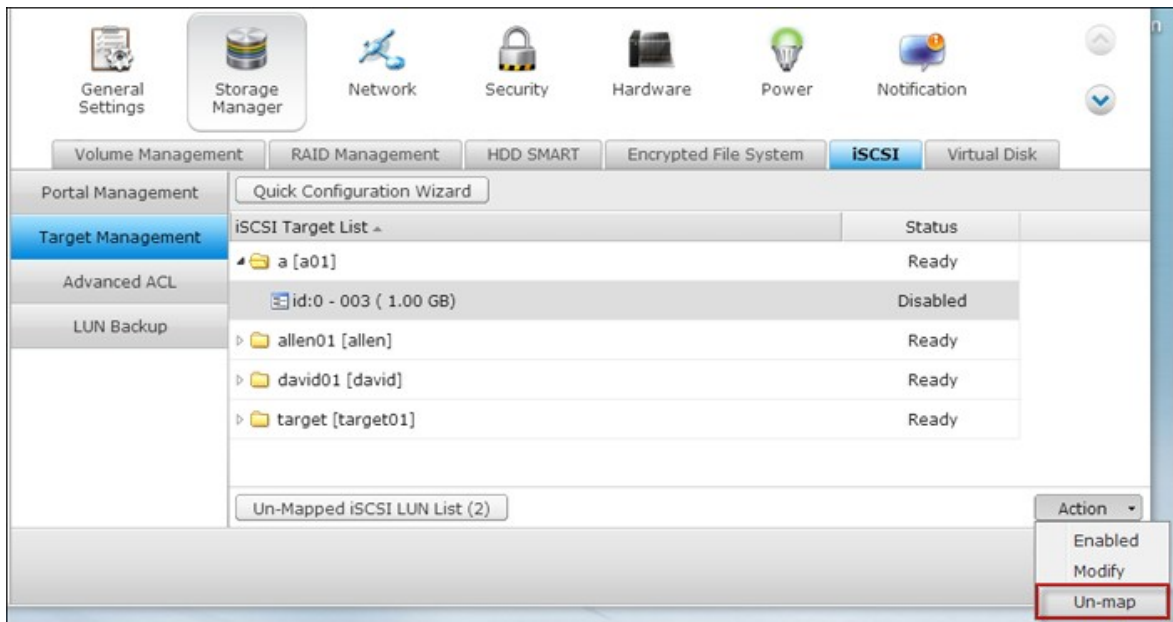 General Settings
Storage Manager
Network
Security
Hardware
Power
Notification
n
Volume Management
RAID Management
HDD SMART
Encrypted File System
iSCSI
Virtual Disk
Portal Management
Target Management
Advanced ACL
LUN Backup
Quick Configuration Wizard
iSCSI Target List
Status
a [a01]
Ready
id:0 - 003 ( 1.00 GB)
Disabled
allen01 [allen]
Ready
david01 [david]
Ready
target [target01]
Ready
Un-Mapped iSCSI LUN List (2)
Action
Enabled
Modify
Un-map